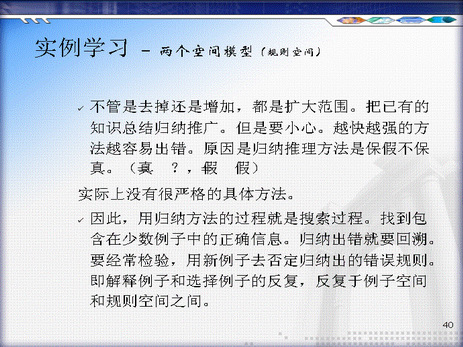 实例学习 － 两个空间模型（规则空间）
✓ 不管是去掉还是增加，都是扩大范围。把已有的
知识总结归纳推广。但是要小心。越快越强的方
法越容易出错。原因是归纳推理方法是保假不保
真。（真 ？，假 假）
实际上没有很严格的具体方法。
✓ 因此，用归纳方法的过程就是搜索过程。找到包
含在少数例子中的正确信息。归纳出错就要回溯。
要经常检验，用新例子去否定归纳出的错误规则。
即解释例子和选择例子的反复，反复于例子空间
和规则空间之间。
40